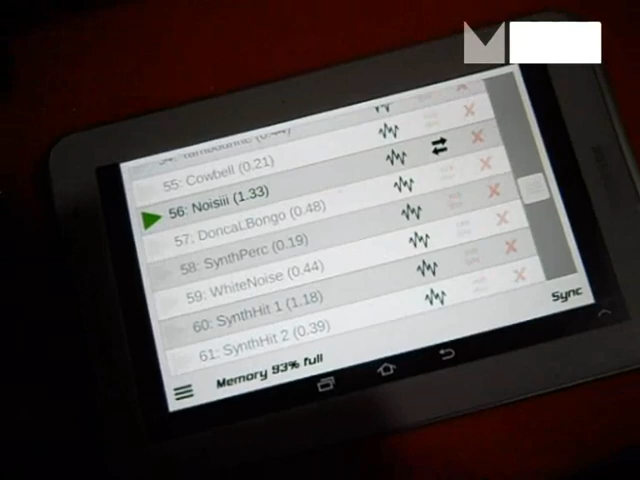 55: Cowbell (0.21)
56: Noisiii (1.33)
57: DoncaLBongo (0.48)
58: SynthPerc (0.19)
59: WhiteNoise (0.44)
60: SynthHit 1 (1.18)
61: SynthHit 2 (0.39)
Sync
Memory 93% full